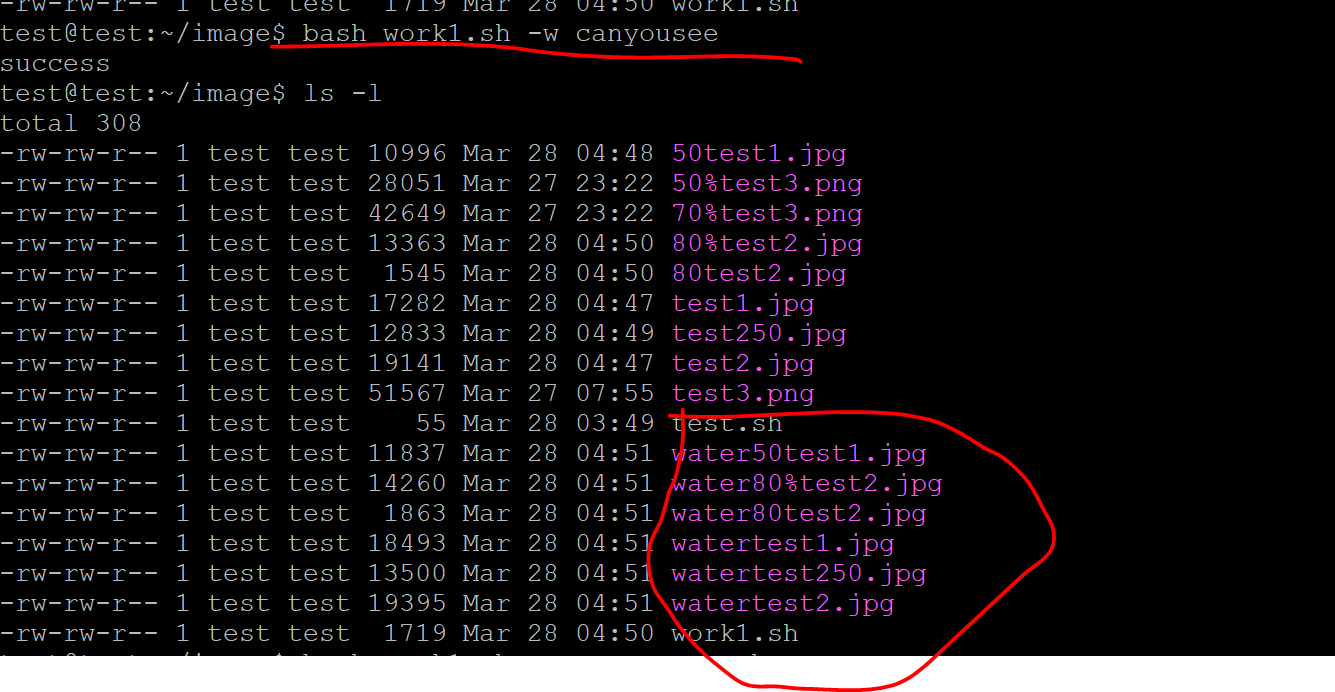 -rw-rw-r-- 1 test test  1719 Mar 28 04:50 work1.sh
test@test:~/image$ bash work1.sh -w canyousee
success
test@test:~/image$ ls -l
total 308
-rw-rw-r-- 1 test test 10996 Mar 28 04:48 50test1.jpg
-rw-rw-r-- 1 test test 28051 Mar 27 23:22 50%test3.png
-rw-rw-r-- 1 test test 42649 Mar 27 23:22 70%test3.png
-rw-rw-r-- 1 test test 13363 Mar 28 04:50 80%test2.jpg
-rw-rw-r-- 1 test test  1545 Mar 28 04:50 80test2.jpg
-rw-rw-r-- 1 test test 17282 Mar 28 04:47 test1.jpg
-rw-rw-r-- 1 test test 12833 Mar 28 04:49 test250.jpg
-rw-rw-r-- 1 test test 19141 Mar 28 04:47 test2.jpg
-rw-rw-r-- 1 test test 51567 Mar 27 07:55 test3.png
-rw-rw-r-- 1 test test    55 Mar 28 03:49 test.sh
-rw-rw-r-- 1 test test 11837 Mar 28 04:51 water50test1.jpg
-rw-rw-r-- 1 test test 14260 Mar 28 04:51 water80%test2.jpg
-rw-rw-r-- 1 test test  1863 Mar 28 04:51 water80test2.jpg
-rw-rw-r-- 1 test test 18493 Mar 28 04:51 watertest1.jpg
-rw-rw-r-- 1 test test 13500 Mar 28 04:51 watertest250.jpg
-rw-rw-r-- 1 test test 19395 Mar 28 04:51 watertest2.jpg
-rw-rw-r-- 1 test test  1719 Mar 28 04:50 work1.sh